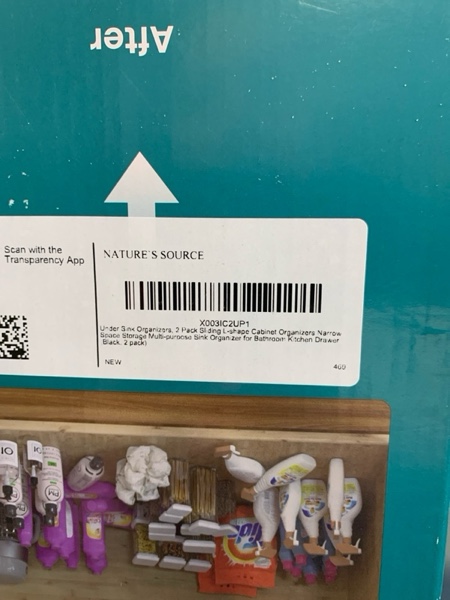 After
Scan with the
Transparency App
NATURE'S SOURCE
X003IC2UP1
Under Sink Organizers, 2 Pack Sliding L-shape Cabinet Organizers Narrow
Space Storage Multi-purpose Sink Organizer for Bathroom Kitchen Drawer
Black, 2 pack)
NEW
400